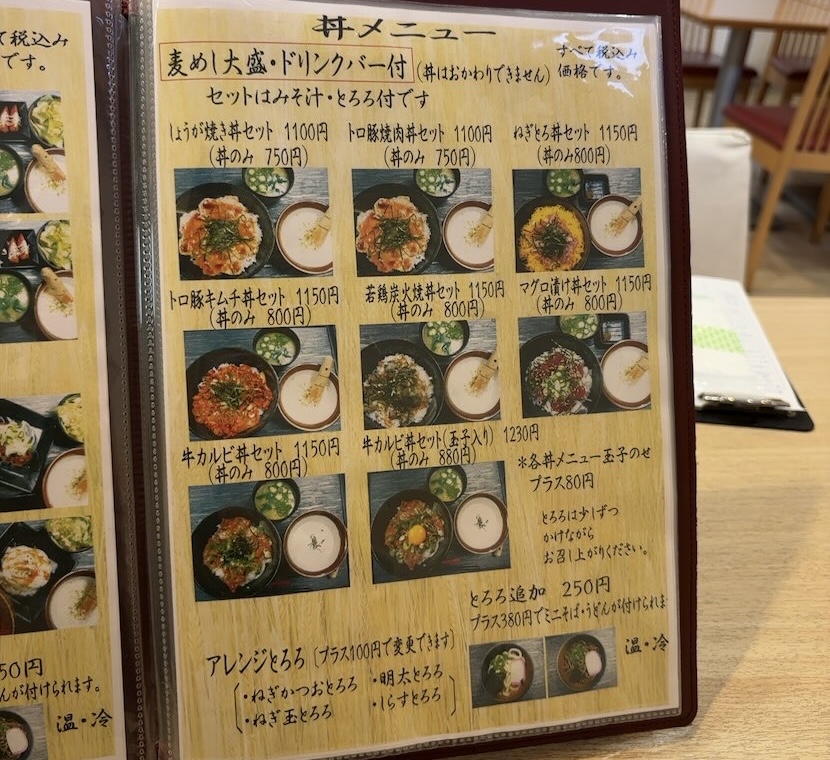 て税込み
です。
50円
んが付けられます。
温・冷
丼メニュー
麦めし大盛・ドリンクバー付(丼はおかわりできません)
すべて税込み
価格です。
セットはみそ汁・とろろ付です
しょうが焼き丼セット 1100円
(丼のみ 750円)
トロ豚焼肉丼セット 1100円
(丼のみ 750円)
ねぎとろ丼セット 1150円
(丼のみ800円)
トロ豚キムチ丼セット 1150円
(丼のみ 800円)
若鶏炭火焼丼セット 1150円
(丼のみ 800円)
マグロ漬け丼セット 1150円
(丼のみ 800円)
牛カルビ丼セット 1150円
(丼のみ 800円)
牛カルビ丼セット(玉子入り) 1230円
(丼のみ 880円)
*各丼メニュー玉子のせ
プラス80円
とろろは少しずつ
かけながら
お召し上がりください。
とろろ追加 250円
プラス380円でミニそば・うどんが付けられま
温・冷
アレンジとろろ(プラス100円で変更できます)
・ねぎかつおとろろ ・明太とろろ
・ねぎ玉とろろ ・しらすとろろ